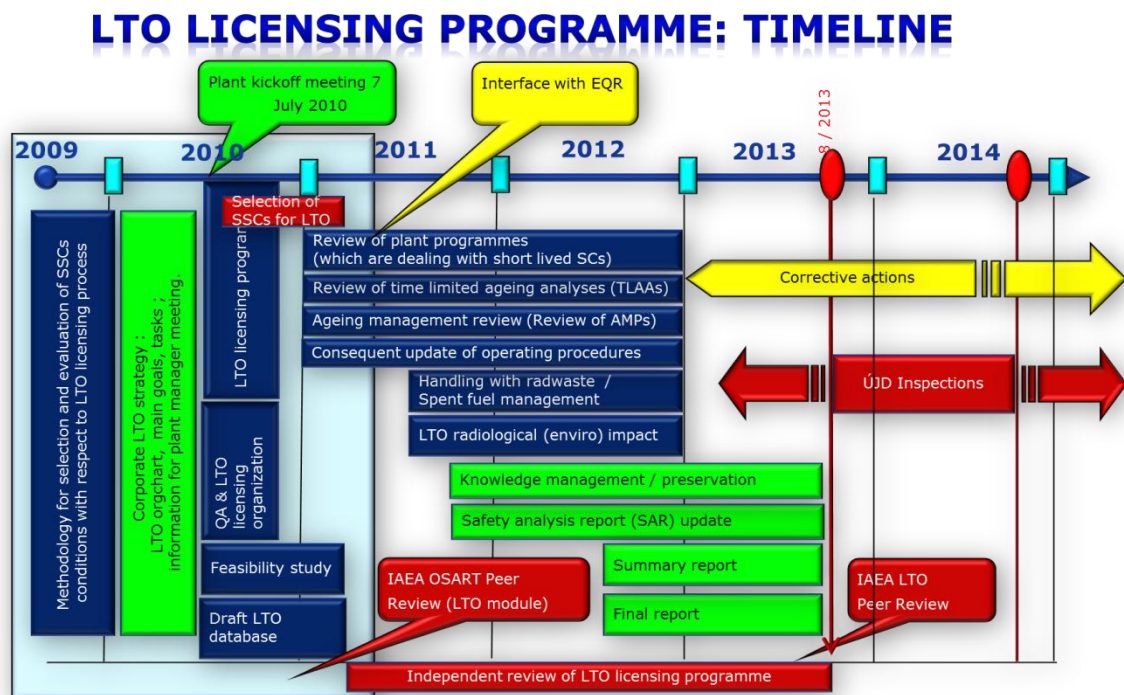 LTO LICENSING PROGRAMME: TIMELINE
Plant kickoff meeting 7
July 2010
Interface with EQR
8 / 2013
2009
2010
2011
2012
2013
2014
Methodology for selection and evaluation of SSCs
conditions with respect to LTO licensing process
Corporate LTO strategy ;
LTO orgchart, main goals, tasks ;
information for plant manager meeting.
LTO licensing program
Selection of
SSCs for LTO
QA & LTO
licensing
organization
Feasibility study
Draft LTO
database
Review of plant programmes
(which are dealing with short lived SCs)
Review of time limited ageing analyses (TLAAs)
Ageing management review (Review of AMPs)
Consequent update of operating procedures
Handling with radwaste /
Spent fuel management
LTO radiological (enviro) impact
Knowledge management / preservation
Safety analysis report (SAR) update
Summary report
Final report
Corrective actions
ÚJD Inspections
IAEA OSART Peer
Review (LTO module)
IAEA LTO
Peer Review
Independent review of LTO licensing programme